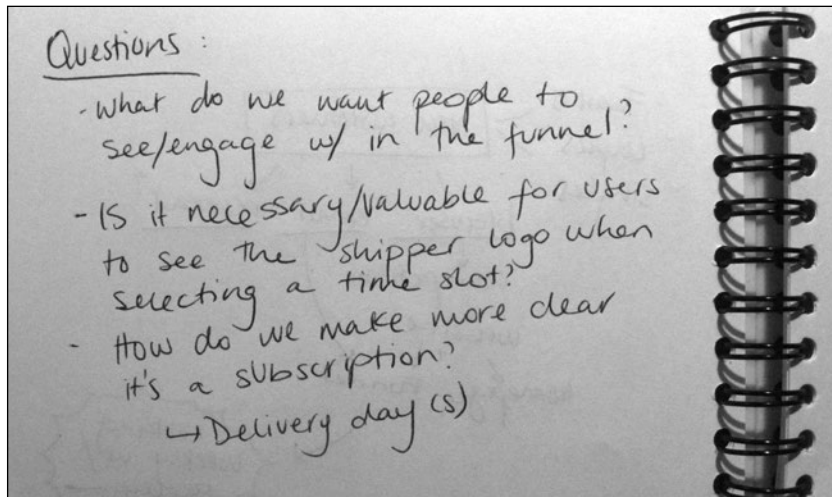 Questions:
- What do we want people to
see/engage w/ in the funnel?
- Is it necessary/valuable for users
to see the shipper logo when
selecting a time slot?
- How do we make more clear
it's a subscription?
↳ Delivery day(s)